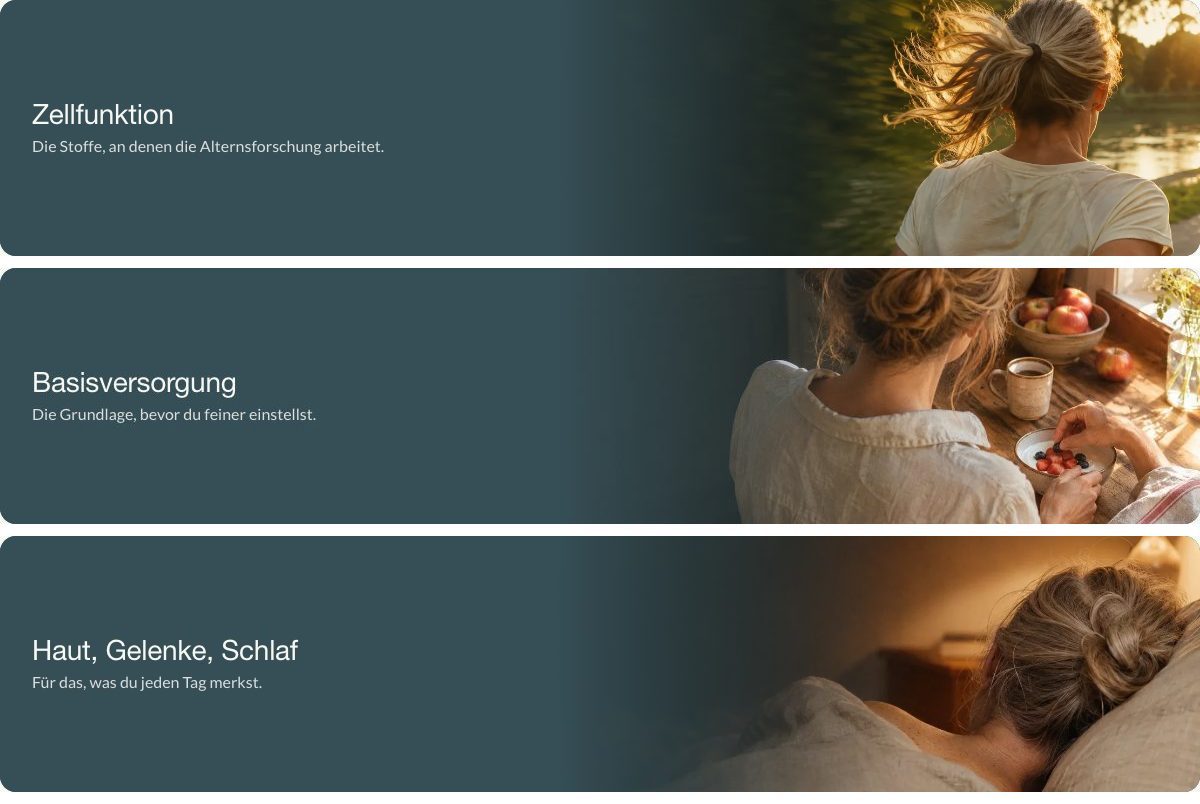 Zellfunktion
Die Stoffe, an denen die Alternsforschung arbeitet.
Basisversorgung
Die Grundlage, bevor du feiner einstellst.
Haut, Gelenke, Schlaf
Für das, was du jeden Tag merkst.